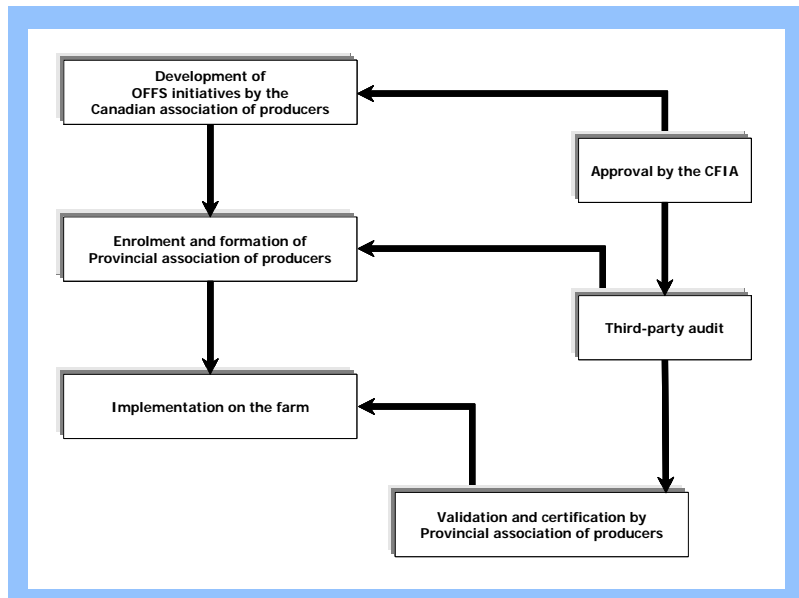 Development of
OFFS initiatives by the
Canadian association of producers
Approval by the CFIA
Enrolment and formation of
Provincial association of producers
Third-party audit
Implementation on the farm
Validation and certification by
Provincial association of producers